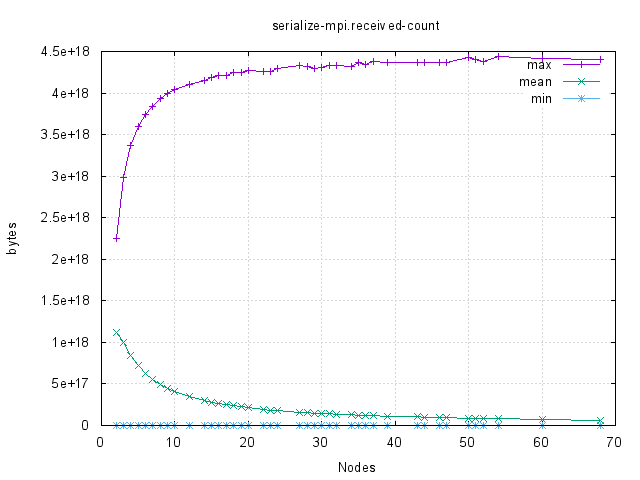 serialize-mpi.received-count
4.5e+18
4e+18
3.5e+18
3e+18
2.5e+18
2e+18
1.5e+18
1e+18
5e+17
0
bytes
max
mean
min
0 10 20 30 40 50 60 70
Nodes